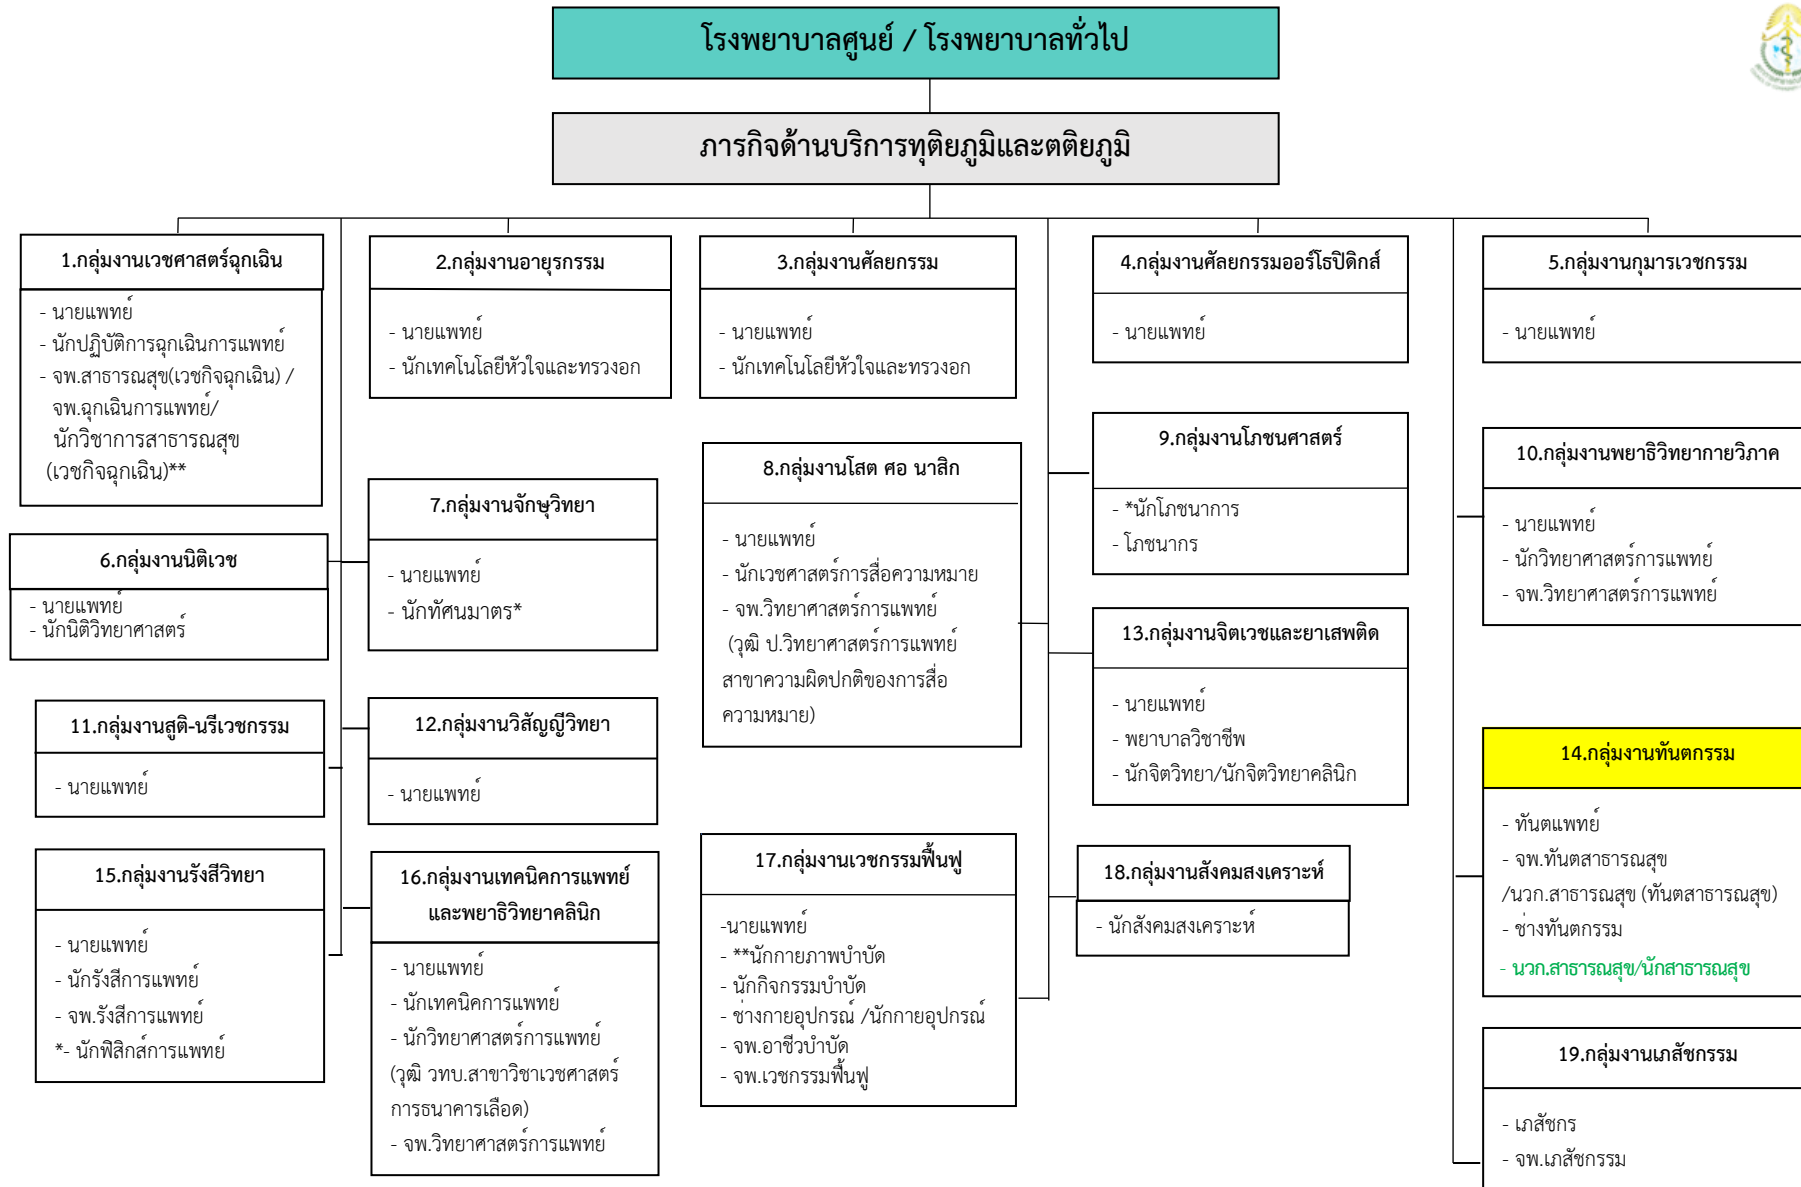 โรงพยาบาลศูนย์ / โรงพยาบาลทั่วไป
ภารกิจด้านบริการทุติยภูมิและตติยภูมิ
1.กลุ่มงานเวชศาสตร์ฉุกเฉิน
- นายแพทย์
- นักปฏิบัติการฉุกเฉินการแพทย์
- จพ.สาธารณสุข(เวชกิจฉุกเฉิน) /
จพ.ฉุกเฉินการแพทย์/
นักวิชาการสาธารณสุข
(เวชกิจฉุกเฉิน)**
2.กลุ่มงานอายุรกรรม
- นายแพทย์
- นักเทคโนโลยีหัวใจและทรวงอก
3.กลุ่มงานศัลยกรรม
- นายแพทย์
- นักเทคโนโลยีหัวใจและทรวงอก
4.กลุ่มงานศัลยกรรมออร์โธปิดิกส์
- นายแพทย์
5.กลุ่มงานกุมารเวชกรรม
- นายแพทย์
6.กลุ่มงานนิติเวช
- นายแพทย์
- นักนิติวิทยาศาสตร์
7.กลุ่มงานจักษุวิทยา
- นายแพทย์
- นักทัศนมาตร*
8.กลุ่มงานโสต ศอ นาสิก
- นายแพทย์
- นักเวชศาสตร์การสื่อความหมาย
- จพ.วิทยาศาสตร์การแพทย์
(วุฒิ ป.วิทยาศาสตร์การแพทย์
สาขาความผิดปกติของการสื่อ
ความหมาย)
9.กลุ่มงานโภชนศาสตร์
- *นักโภชนาการ
- โภชนากร
10.กลุ่มงานพยาธิวิทยากายวิภาค
- นายแพทย์
- นักวิทยาศาสตร์การแพทย์
- จพ.วิทยาศาสตร์การแพทย์
11.กลุ่มงานสูติ-นรีเวชกรรม
- นายแพทย์
12.กลุ่มงานวิสัญญีวิทยา
- นายแพทย์
13.กลุ่มงานจิตเวชและยาเสพติด
- นายแพทย์
- พยาบาลวิชาชีพ
- นักจิตวิทยา/นักจิตวิทยาคลินิก
14.กลุ่มงานทันตกรรม
- ทันตแพทย์
- จพ.ทันตสาธารณสุข
/นวก.สาธารณสุข (ทันตสาธารณสุข)
- ช่างทันตกรรม
- นวก.สาธารณสุข/นักสาธารณสุข
15.กลุ่มงานรังสีวิทยา
- นายแพทย์
- นักรังสีการแพทย์
- จพ.รังสีการแพทย์
*- นักฟิสิกส์การแพทย์
16.กลุ่มงานเทคนิคการแพทย์
และพยาธิวิทยาคลินิก
- นายแพทย์
- นักเทคนิคการแพทย์
- นักวิทยาศาสตร์การแพทย์
(วุฒิ วทบ.สาขาวิชาเวชศาสตร์
การธนาคารเลือด)
- จพ.วิทยาศาสตร์การแพทย์
17.กลุ่มงานเวชกรรมฟื้นฟู
-นายแพทย์
- **นักกายภาพบำบัด
- นักกิจกรรมบำบัด
- ช่างกายอุปกรณ์ /นักกายอุปกรณ์
- จพ.อาชีวบำบัด
- จพ.เวชกรรมฟื้นฟู
18.กลุ่มงานสังคมสงเคราะห์
- นักสังคมสงเคราะห์
19.กลุ่มงานเภสัชกรรม
- เภสัชกร
- จพ.เภสัชกรรม